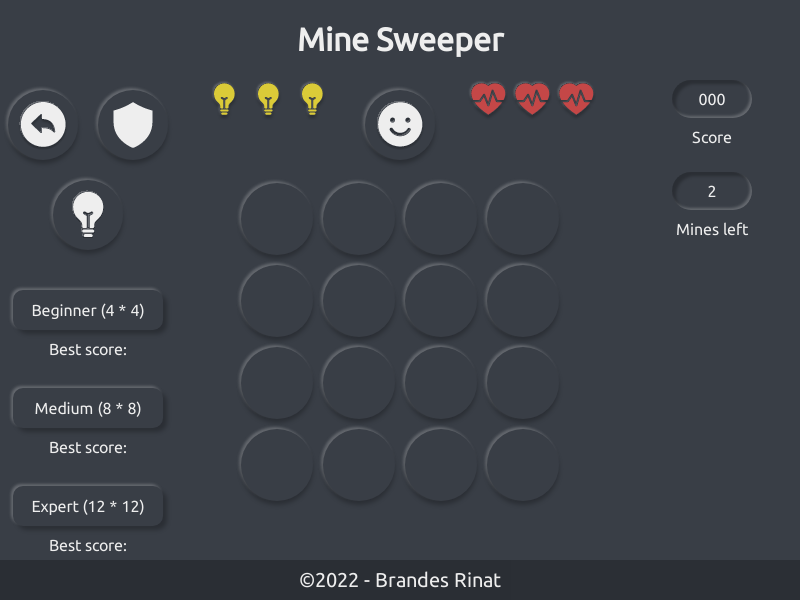 Mine Sweeper
000
Score
2
Mines left
Beginner (4 * 4)
Best score:
Medium (8 * 8)
Best score:
Expert (12 * 12)
Best score:
©2022 - Brandes Rinat